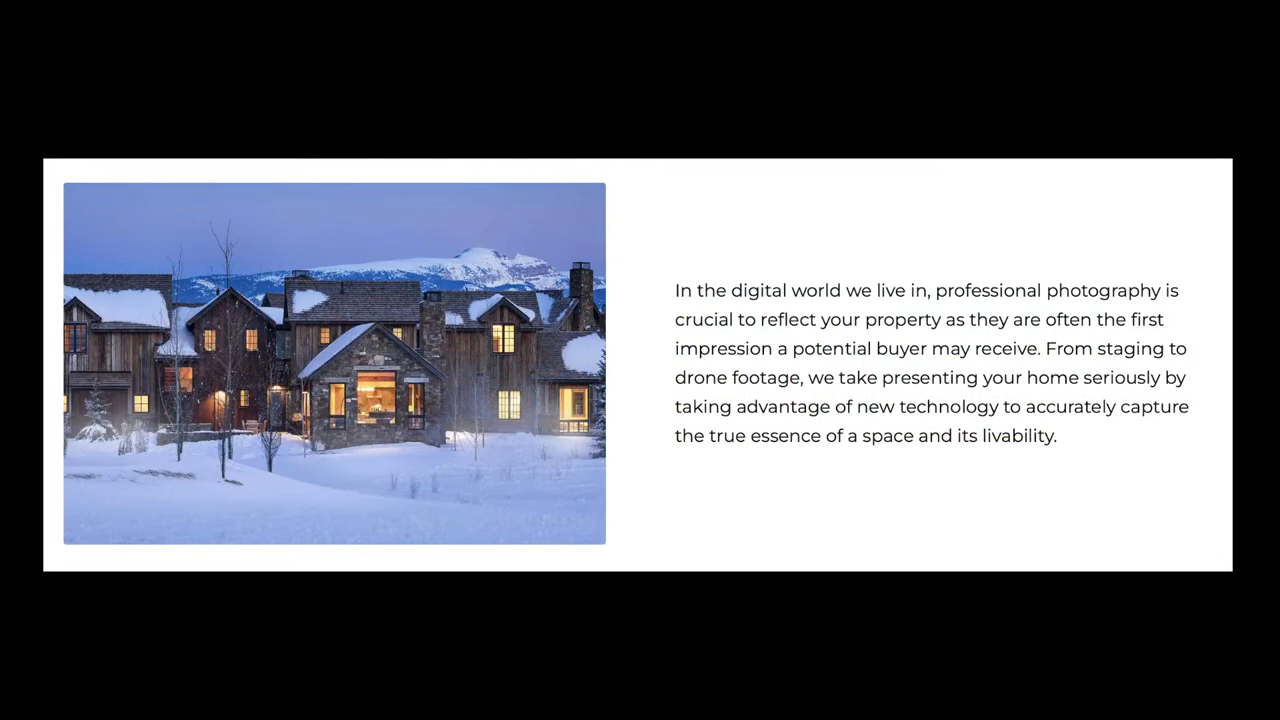 In the digital world we live in, professional photography is
crucial to reflect your property as they are often the first
impression a potential buyer may receive. From staging to
drone footage, we take presenting your home seriously by
taking advantage of new technology to accurately capture
the true essence of a space and its livability.